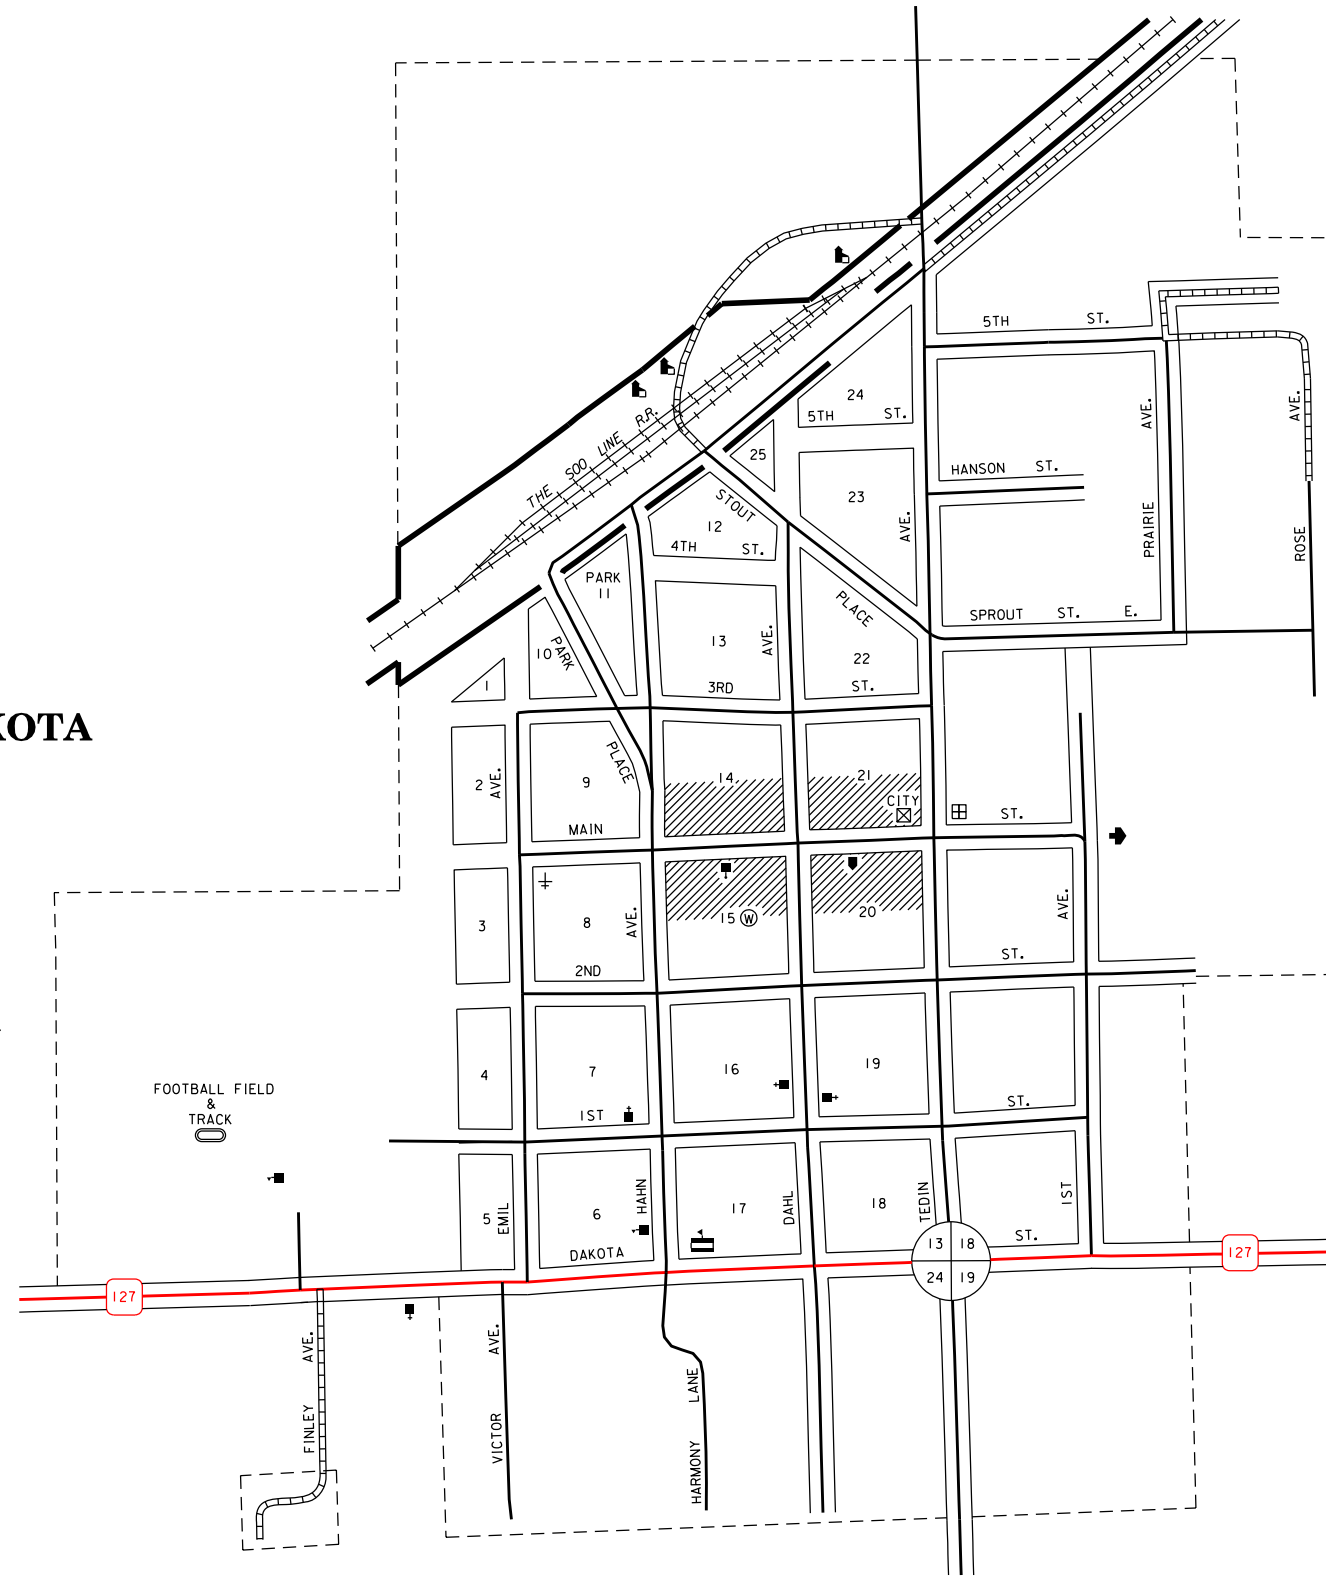 5TH ST.
AVE.
AVE.
24
5TH ST.
THE SOO LINE R.R.
25
HANSON ST.
23
STOUT
12
4TH ST.
AVE.
PRAIRIE
ROSE
PARK
11
PLACE
SPROUT ST. E.
13
AVE.
10
PARK
22
1
3RD ST.
KOTA
2
AVE.
9
PLACE
14
21
CITY
MAIN ST.
3
8
AVE.
15
W
20
AVE.
2ND ST.
4
7
16
19
FOOTBALL FIELD
&
TRACK
1ST ST.
5
EMIL
6
HAHN
17
DAHL
18
TEDIN
1ST
DAKOTA ST.
13 18
24 19
127
127
FINLEY AVE.
VICTOR AVE.
HARMONY LANE